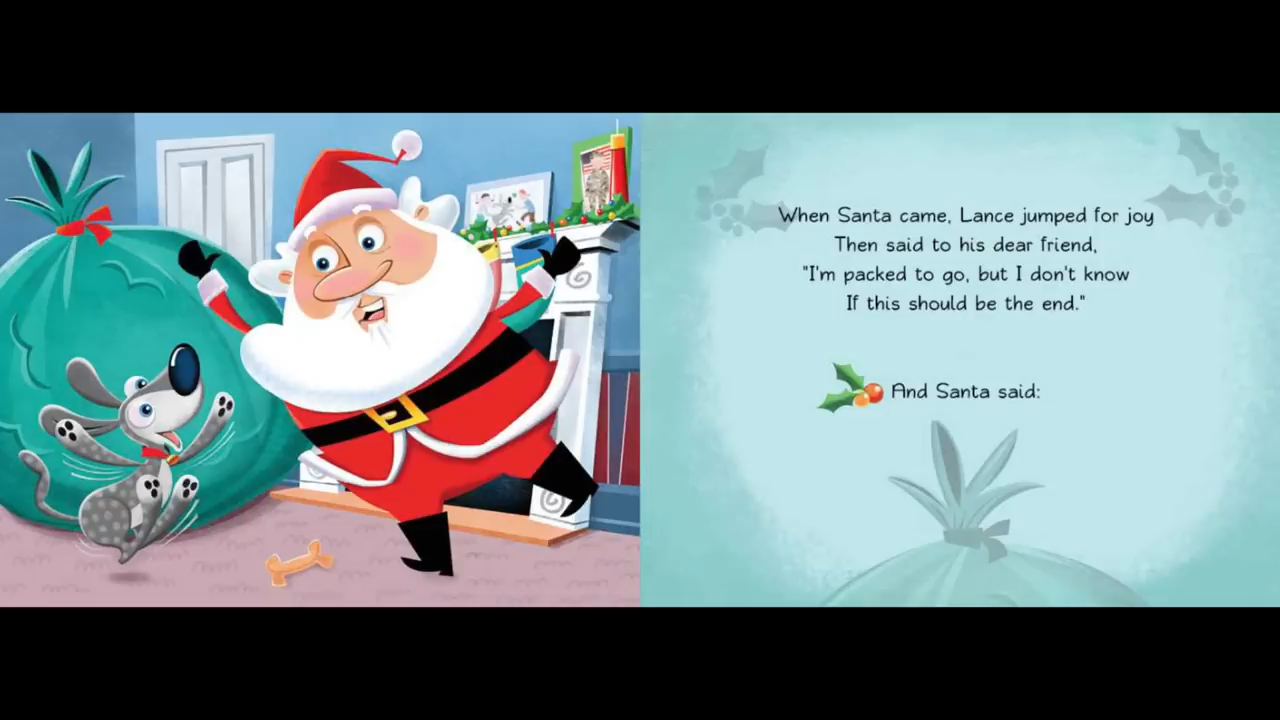 When Santa came, Lance jumped for joy
Then said to his dear friend,
"I'm packed to go, but I don't know
If this should be the end."
And Santa said: